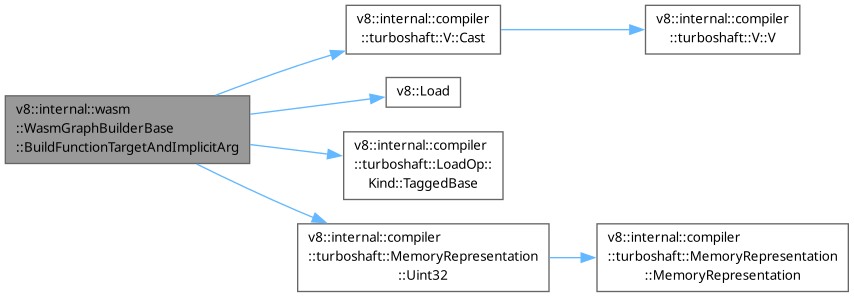 v8::internal::wasm
::WasmGraphBuilderBase
::BuildFunctionTargetAndImplicitArg
v8::internal::compiler
::turboshaft::V::Cast
v8::internal::compiler
::turboshaft::V::V
v8::Load
v8::internal::compiler
::turboshaft::LoadOp::
Kind::TaggedBase
v8::internal::compiler
::turboshaft::MemoryRepresentation
::Uint32
v8::internal::compiler
::turboshaft::MemoryRepresentation
::MemoryRepresentation